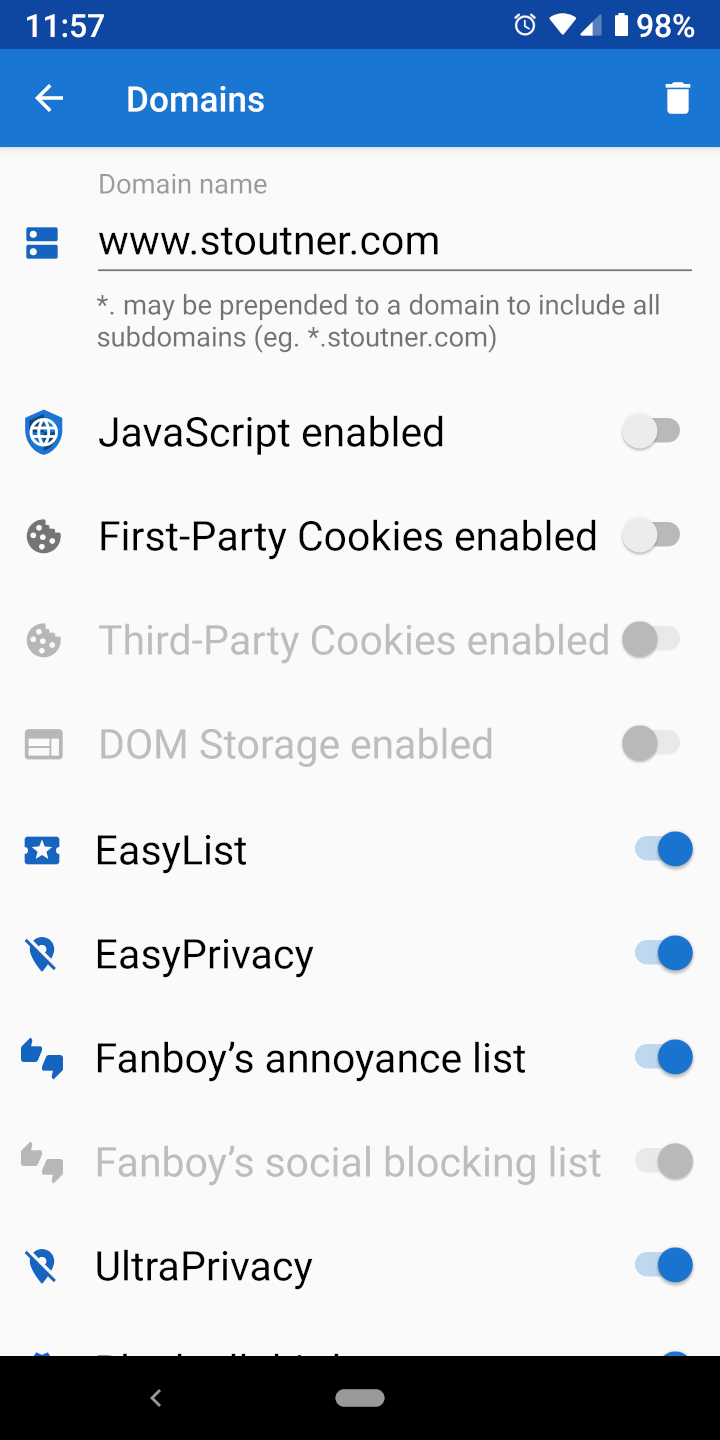 11:57
98%
Domains
Domain name
www.stoutner.com
*. may be prepended to a domain to include all
subdomains (eg. *.stoutner.com)
JavaScript enabled
First-Party Cookies enabled
Third-Party Cookies enabled
DOM Storage enabled
EasyList
EasyPrivacy
Fanboy’s annoyance list
Fanboy’s social blocking list
UltraPrivacy